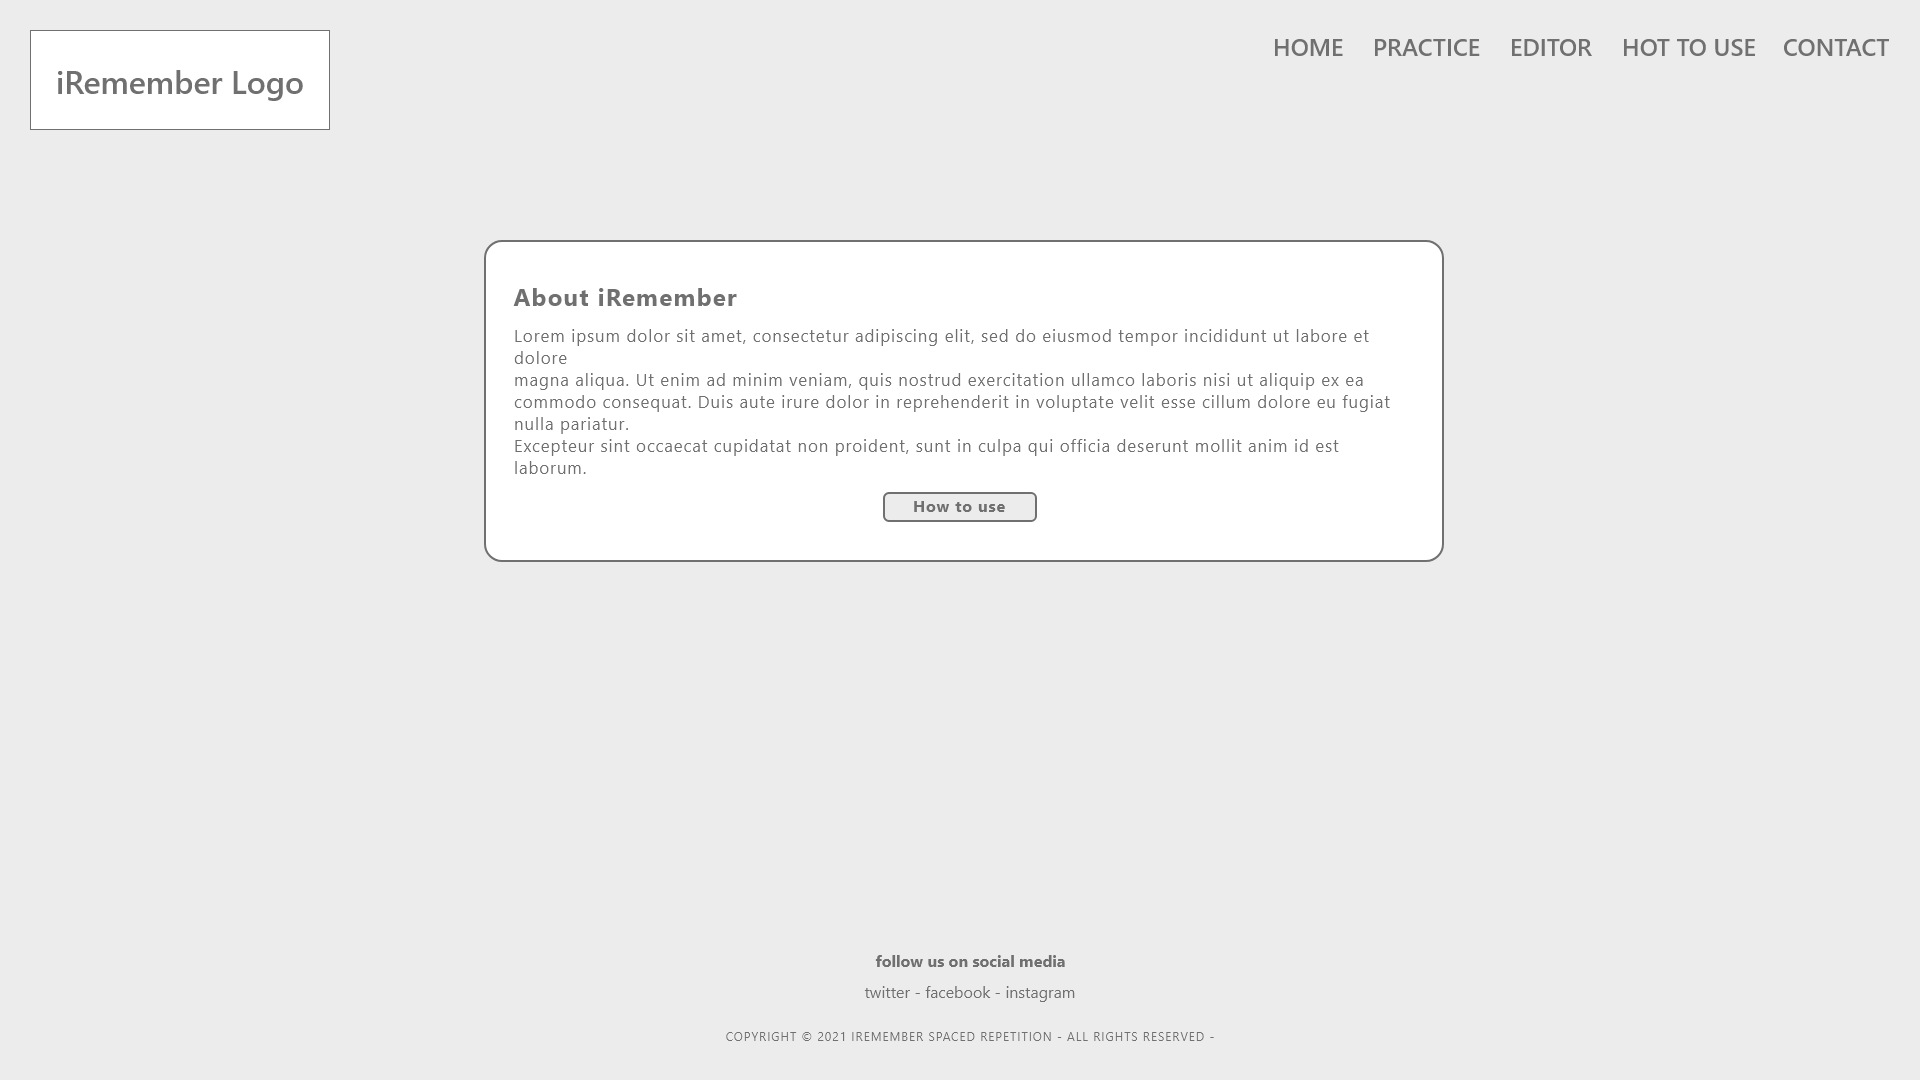 iRemember Logo
HOME PRACTICE EDITOR HOT TO USE CONTACT
About iRemember
Lorem ipsum dolor sit amet, consectetur adipiscing elit, sed do eiusmod tempor incididunt ut labore et
dolore
magna aliqua. Ut enim ad minim veniam, quis nostrud exercitation ullamco laboris nisi ut aliquip ex ea
commodo consequat. Duis aute irure dolor in reprehenderit in voluptate velit esse cillum dolore eu fugiat
nulla pariatur.
Excepteur sint occaecat cupidatat non proident, sunt in culpa qui officia deserunt mollit anim id est
laborum.
How to use
follow us on social media
twitter - facebook - instagram
COPYRIGHT © 2021 IREMEMBER SPACED REPETITION - ALL RIGHTS RESERVED -